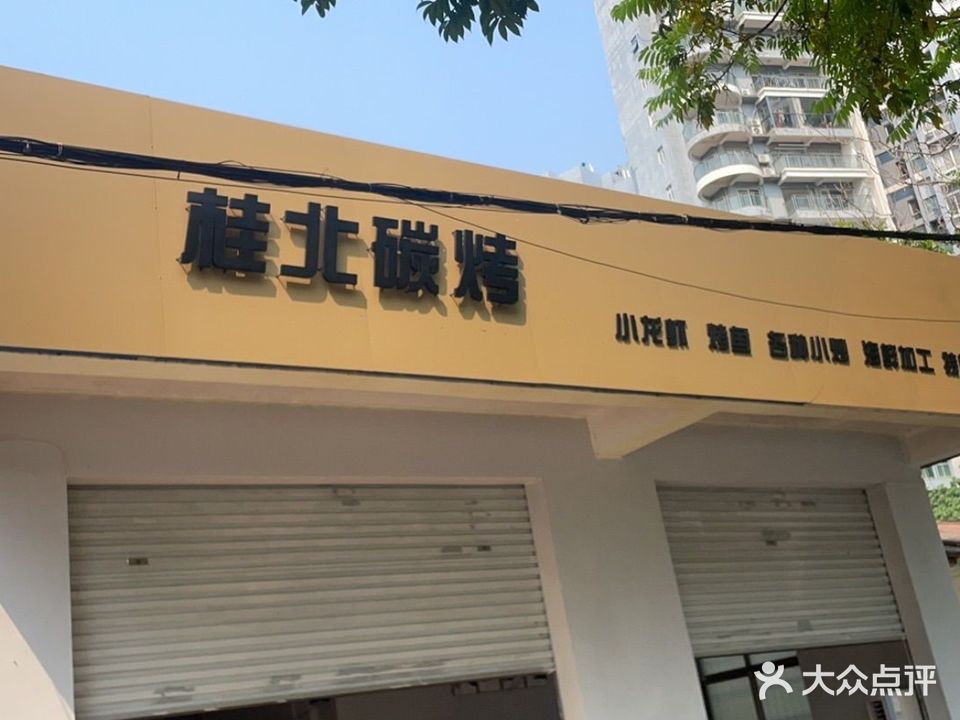 桂北碳烤
小龙虾 烤鱼 各种小炒 海鲜加工
大众点评